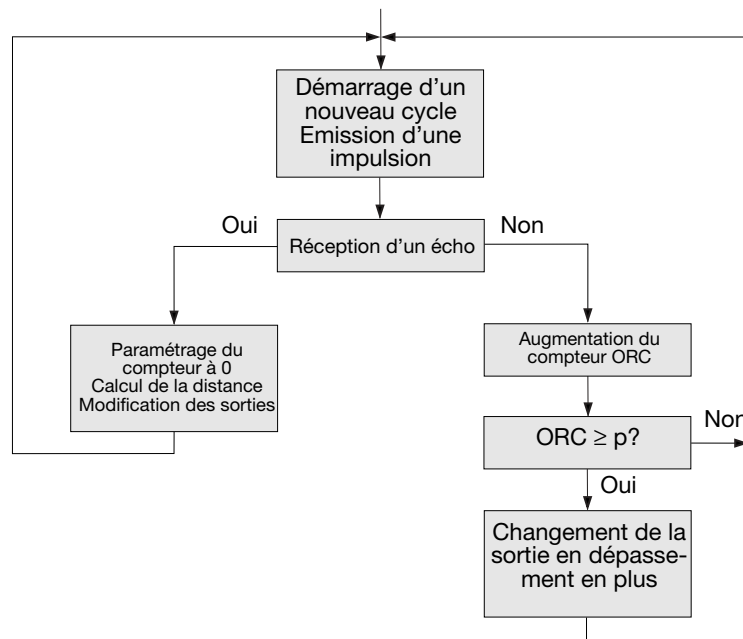 Démarrage d'un
nouveau cycle
Emission d'une
impulsion
Oui
Non
Réception d'un écho
Paramétrage du
compteur à 0
Calcul de la distance
Modification des sorties
Augmentation du
compteur ORC
ORC ≥ p?
Non
Oui
Changement de la
sortie en dépasse-
ment en plus